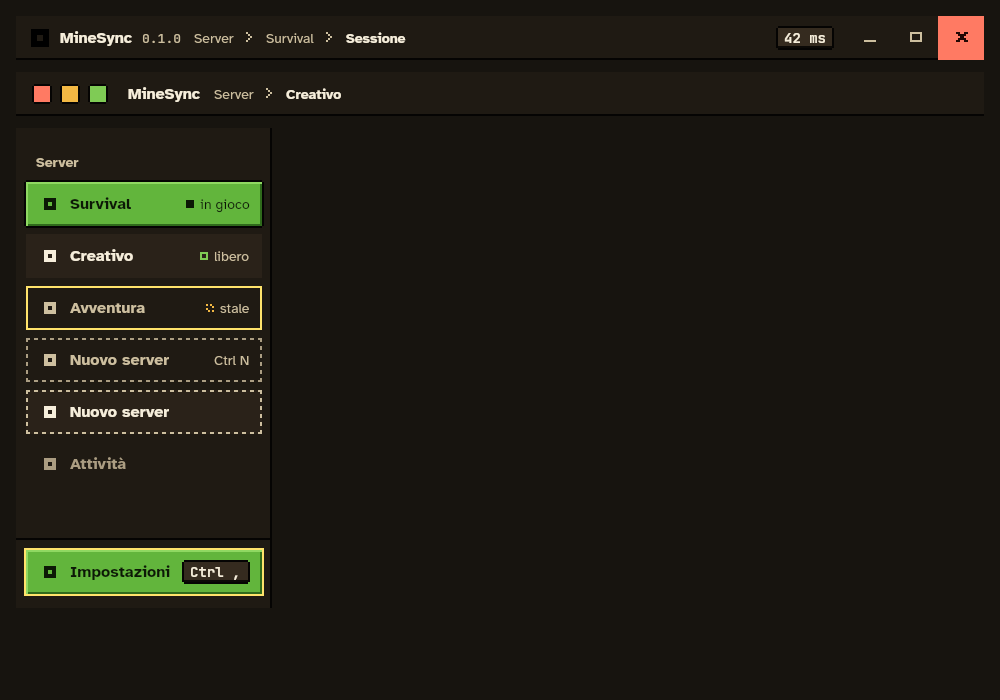 MineSync 0.1.0 Server Survival Sessione 42 ms
MineSync Server Creativo
Server
Survival in gioco
Creativo libero
Avventura stale
Nuovo server Ctrl N
Nuovo server
Attività
Impostazioni Ctrl ,